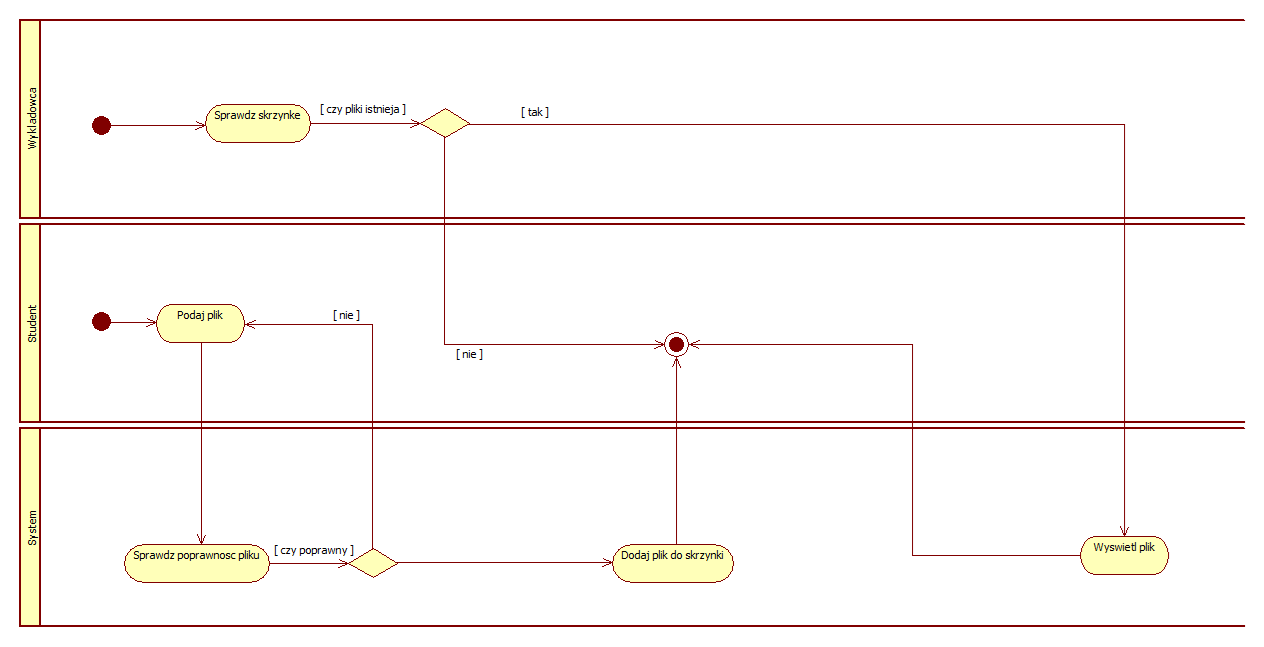 Wykladowca
Sprawdz skrzynke
[ czy pliki istnieja ]
[ tak ]
Student
Podaj plik
[ nie ]
[ nie ]
System
Sprawdz poprawnosc pliku
[ czy poprawny ]
Dodaj plik do skrzynki
Wyswietl plik